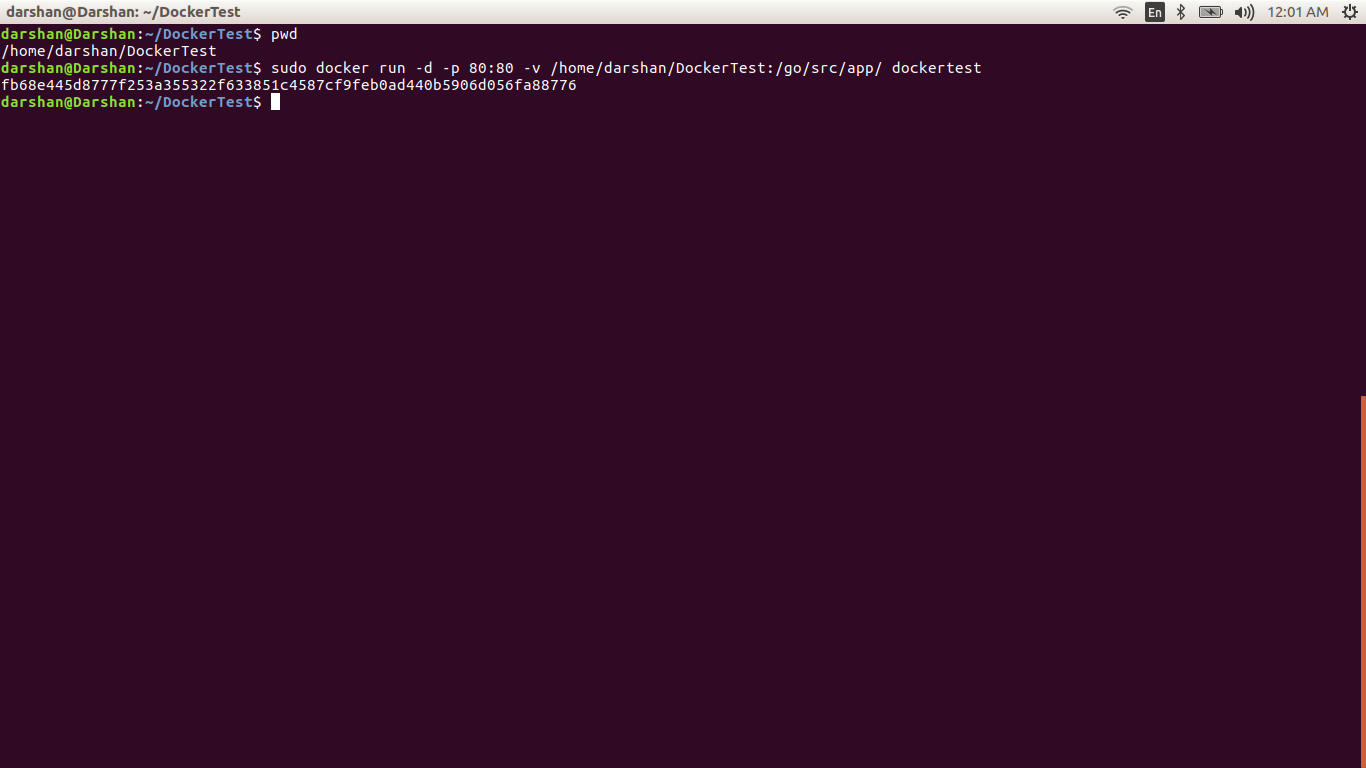 darshan@Darshan: ~/DockerTest
En
12:01 AM
darshan@Darshan:~/DockerTest$ pwd
/home/darshan/DockerTest
darshan@Darshan:~/DockerTest$ sudo docker run -d -p 80:80 -v /home/darshan/DockerTest:/go/src/app/ dockertest
fb68e445d8777f253a355322f633851c4587cf9feb0ad440b5906d056fa88776
darshan@Darshan:~/DockerTest$